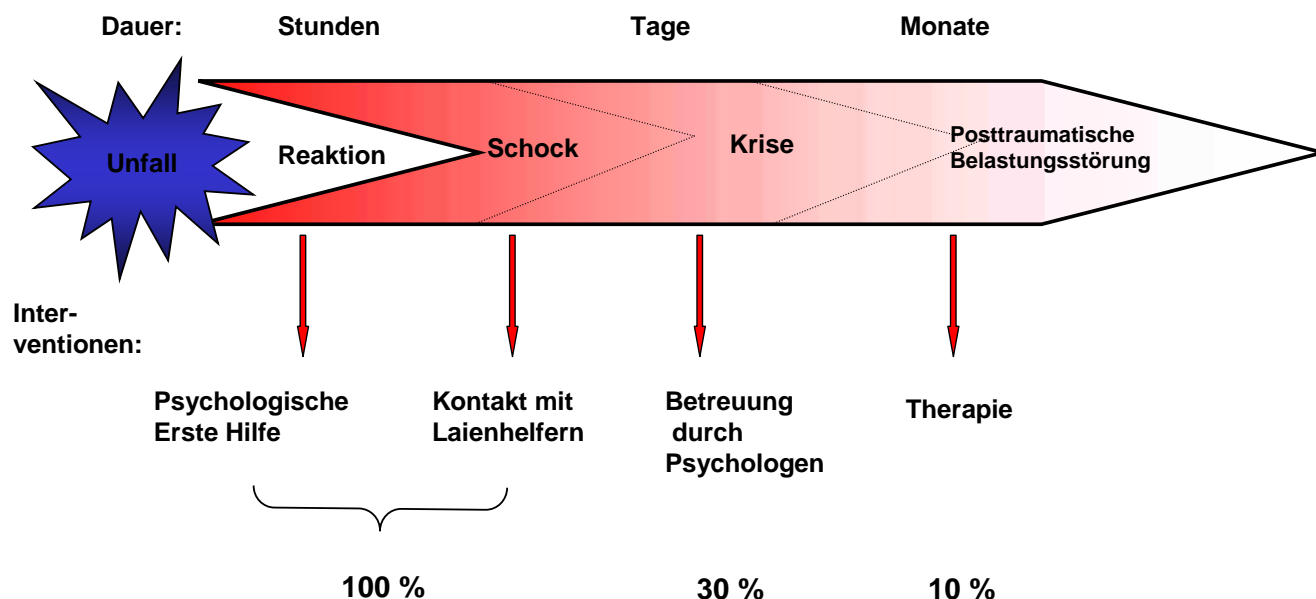 Dauer: Stunden Tage Monate
Unfall Reaktion Schock Krise Posttraumatische
Belastungsstörung
Inter-
ventionen:
Psychologische
Erste Hilfe
Kontakt mit
Laienhelfern
Betreuung
durch
Psychologen
Therapie
100 % 30 % 10 %